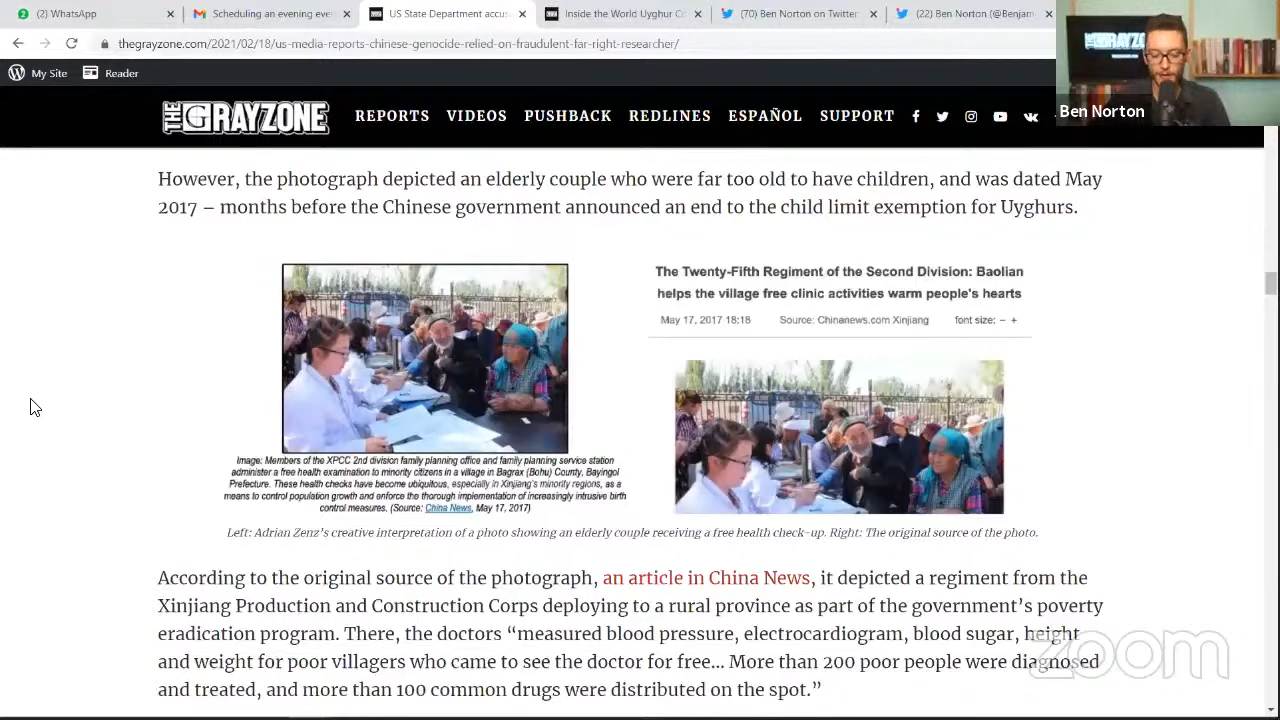 (2) WhatsApp
Scheduling an evening eve
US State Department accus
Inside the World Uyghur Co
(70) Ben Norton on Twitter
(22) Ben Norton (@Benjam
thegrayzone.com/2021/02/18/us-media-reports-chinese-genocide-relied-on-fraudulent-far-right-researcher/
My Site
Reader
THE GRAYZONE
REPORTS VIDEOS PUSHBACK REDLINES ESPAÑOL SUPPORT
Ben Norton
However, the photograph depicted an elderly couple who were far too old to have children, and was dated May
2017 – months before the Chinese government announced an end to the child limit exemption for Uyghurs.
Image: Members of the XPCC 2nd division family planning office and family planning service station
administer a free health examination to minority citizens in a village in Bagrax (Bohu) County, Bayingol
Prefecture. These health checks have become ubiquitous, especially in Xinjiang's minority regions, as a
means to control population growth and enforce the thorough implementation of increasingly intrusive birth
control measures. (Source: China News, May 17, 2017)
The Twenty-Fifth Regiment of the Second Division: Baolian
helps the village free clinic activities warm people's hearts
May 17, 2017 18:18 Source: Chinanews.com Xinjiang font size: − +
Left: Adrian Zenz's creative interpretation of a photo showing an elderly couple receiving a free health check-up. Right: The original source of the photo.
According to the original source of the photograph, an article in China News, it depicted a regiment from the
Xinjiang Production and Construction Corps deploying to a rural province as part of the government's poverty
eradication program. There, the doctors “measured blood pressure, electrocardiogram, blood sugar, height
and weight for poor villagers who came to see the doctor for free... More than 200 poor people were diagnosed
and treated, and more than 100 common drugs were distributed on the spot.”
zoom